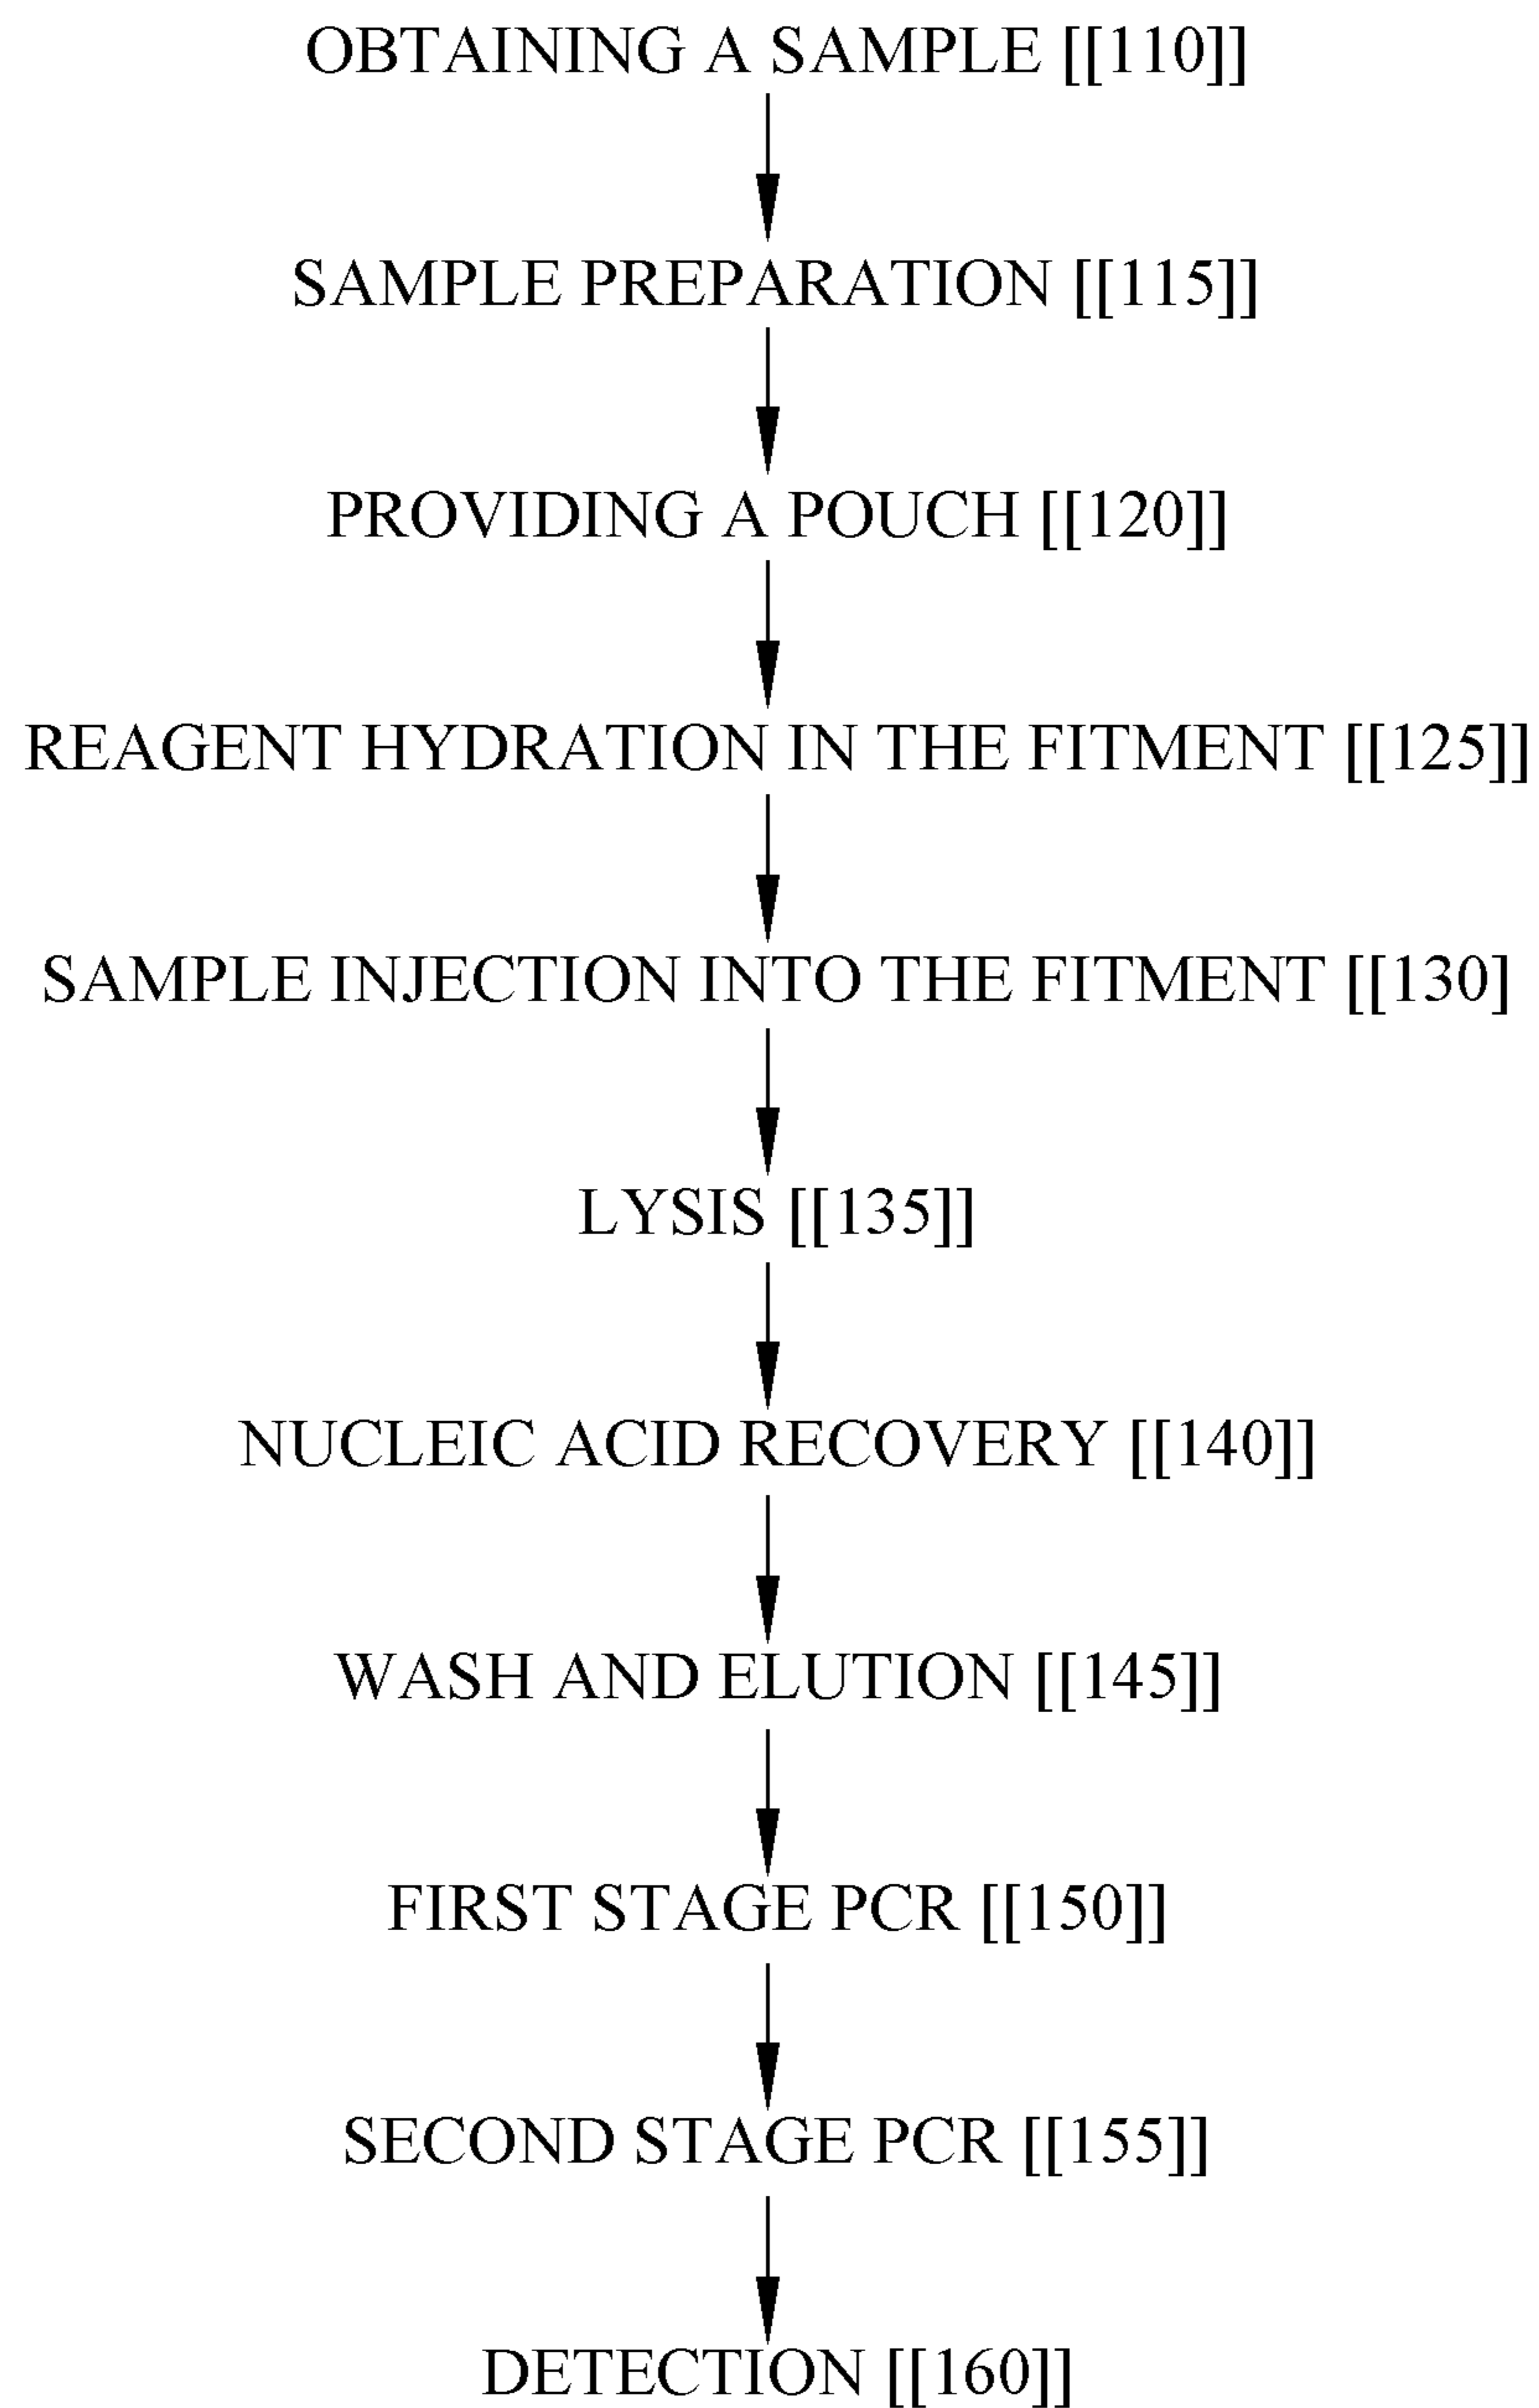 OBTAINING A SAMPLE [[110]]
SAMPLE PREPARATION [[115]]
PROVIDING A POUCH [[120]]
REAGENT HYDRATION IN THE FITMENT [[125]]
SAMPLE INJECTION INTO THE FITMENT [[130]
LYSIS [[135]]
NUCLEIC ACID RECOVERY [[140]]
WASH AND ELUTION [[145]]
FIRST STAGE PCR [[150]]
SECOND STAGE PCR [[155]]
DETECTION [[160]]